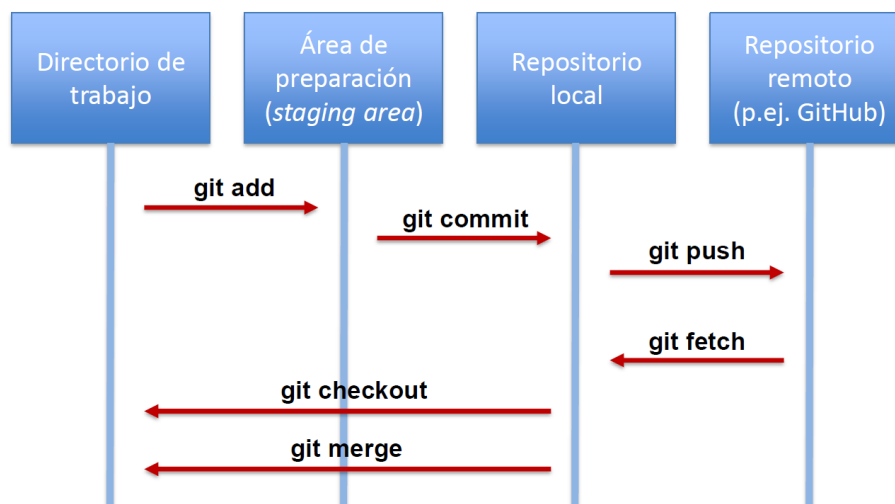 Directorio de
trabajo
Área de
preparación
(staging area)
Repositorio
local
Repositorio
remoto
(p.ej. GitHub)
git add
git commit
git push
git fetch
git checkout
git merge